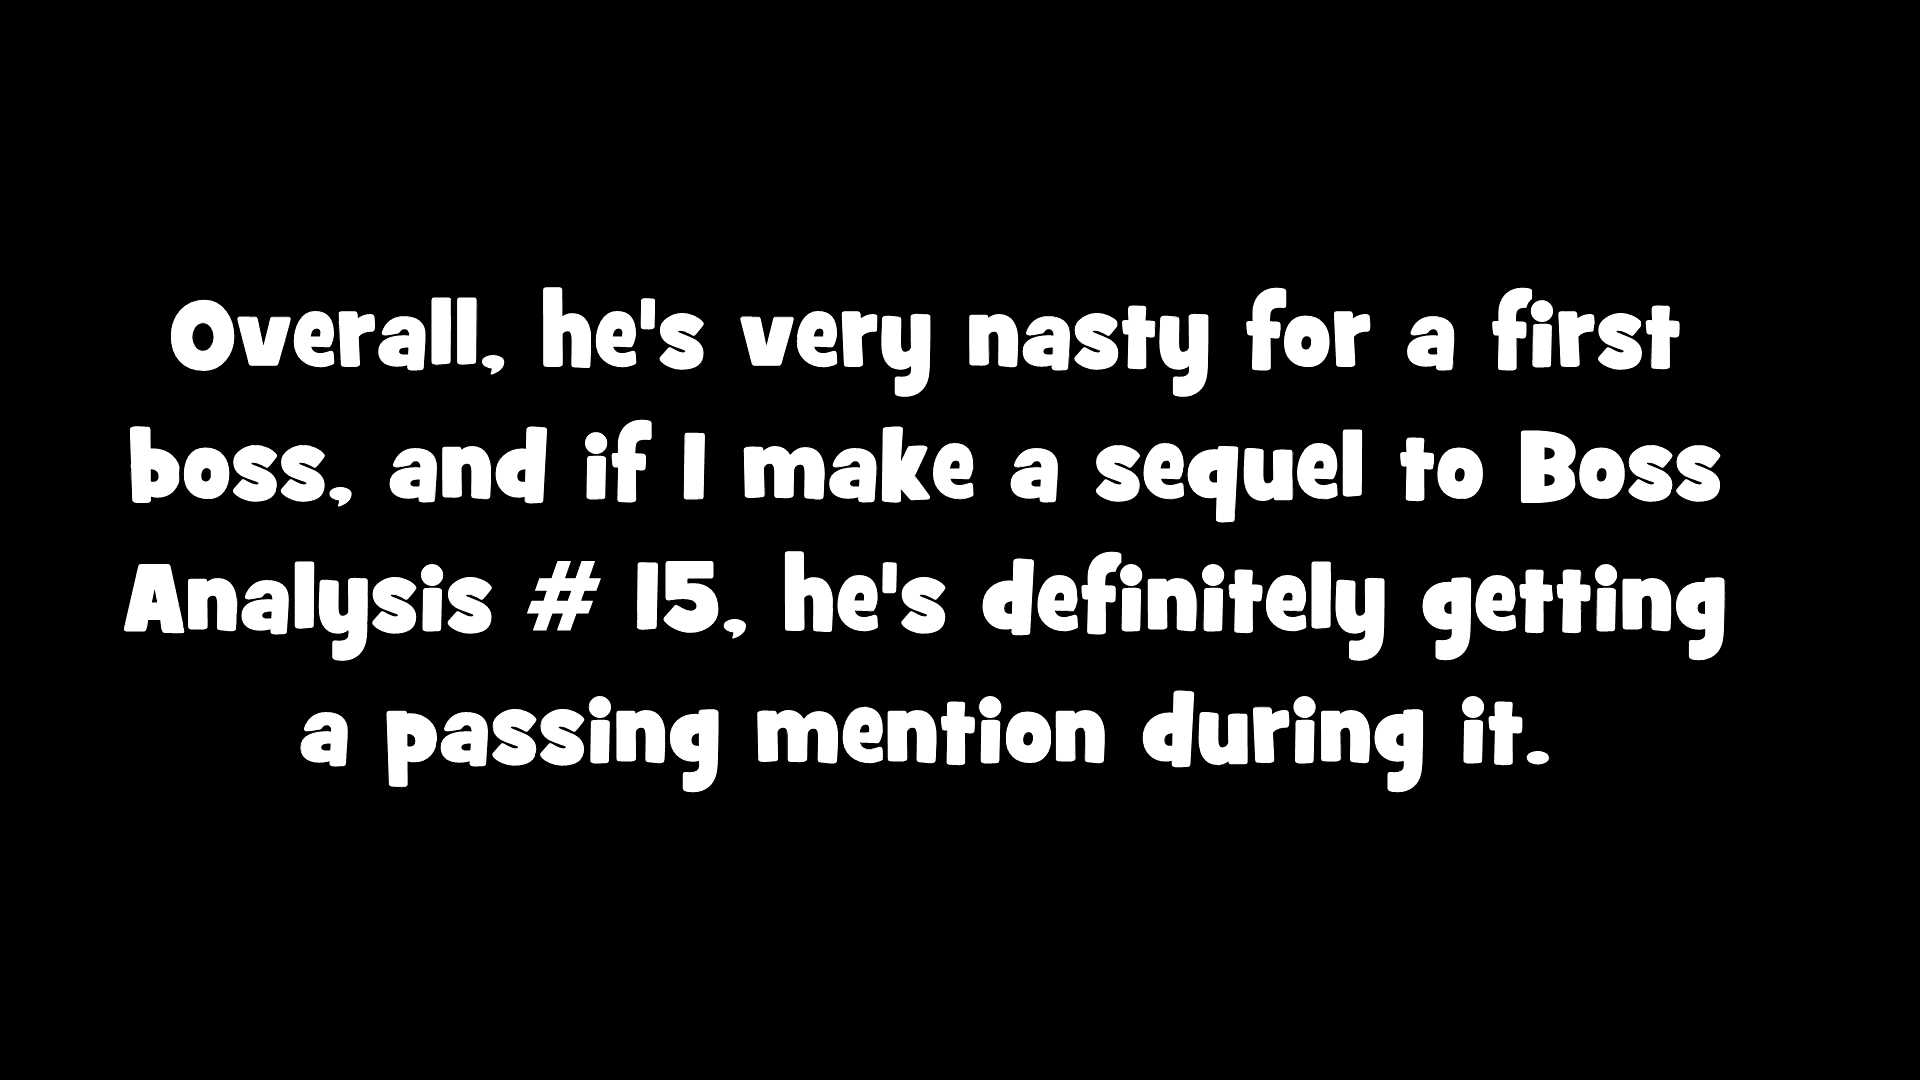 Overall, he's very nasty for a first
boss, and if I make a sequel to Boss
Analysis # 15, he's definitely getting
a passing mention during it.